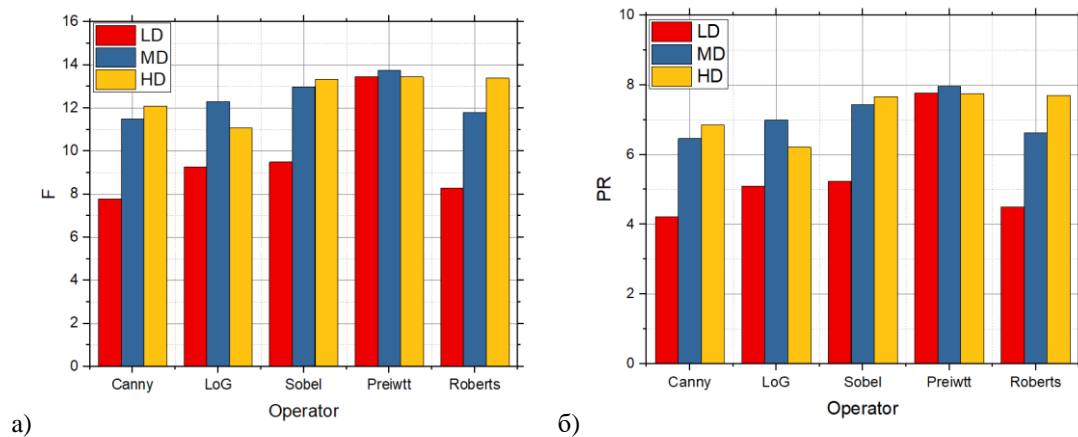 16
14
12
10
8
6
4
2
0
F
LD
MD
HD
Canny
LoG
Sobel
Preiwtt
Roberts
Operator
а)
10
8
6
4
2
0
PR
LD
MD
HD
Canny
LoG
Sobel
Preiwtt
Roberts
Operator
б)